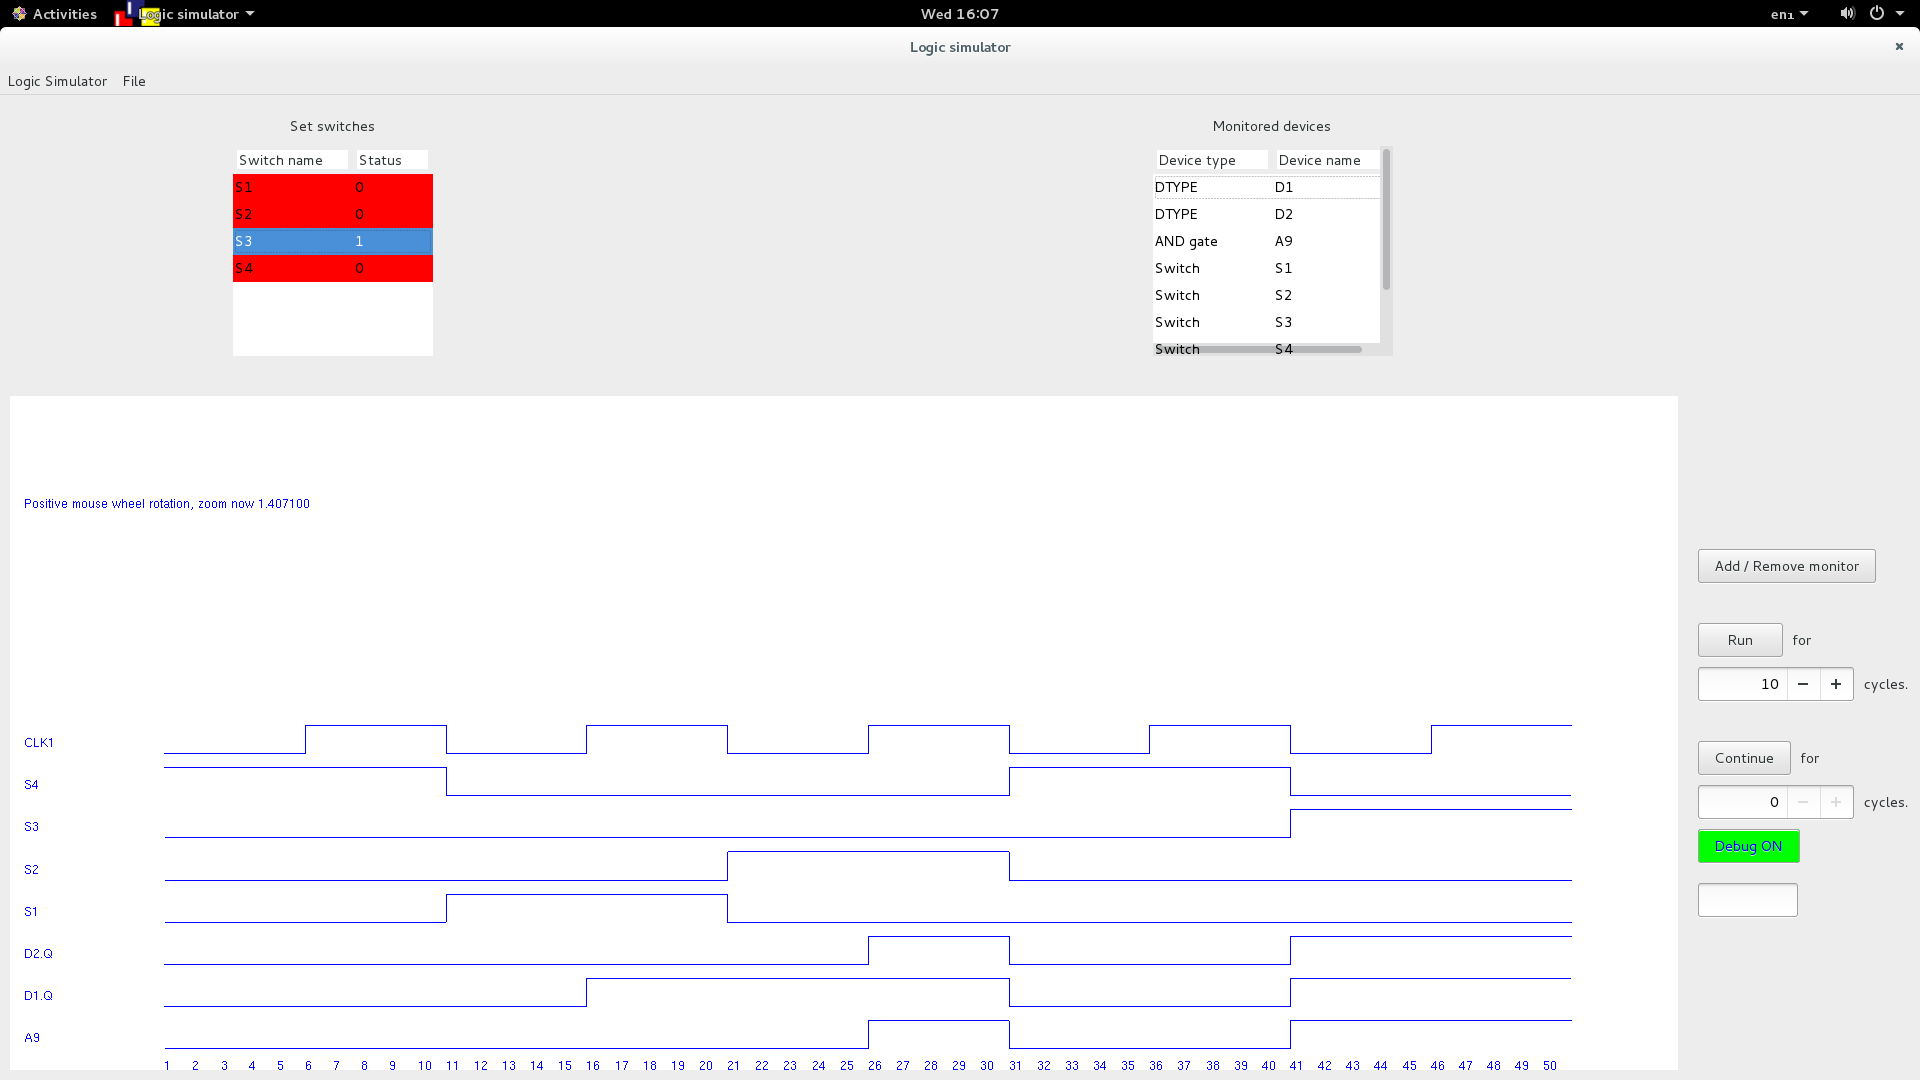 Activities Logic simulator Wed 16:07 en₁
Logic simulator ×
Logic Simulator File
Set switches Monitored devices
Switch name Status Device type Device name
S1 0 DTYPE D1
S2 0 DTYPE D2
S3 1 AND gate A9
S4 0 Switch S1
Switch S2
Switch S3
Switch S4
Positive mouse wheel rotation, zoom now 1.407100
Add / Remove monitor
Run for
10 − + cycles.
CLK1
Continue for
S4
0 − + cycles.
S3
Debug ON
S2
S1
D2.Q
D1.Q
A9
1 2 3 4 5 6 7 8 9 10 11 12 13 14 15 16 17 18 19 20 21 22 23 24 25 26 27 28 29 30 31 32 33 34 35 36 37 38 39 40 41 42 43 44 45 46 47 48 49 50